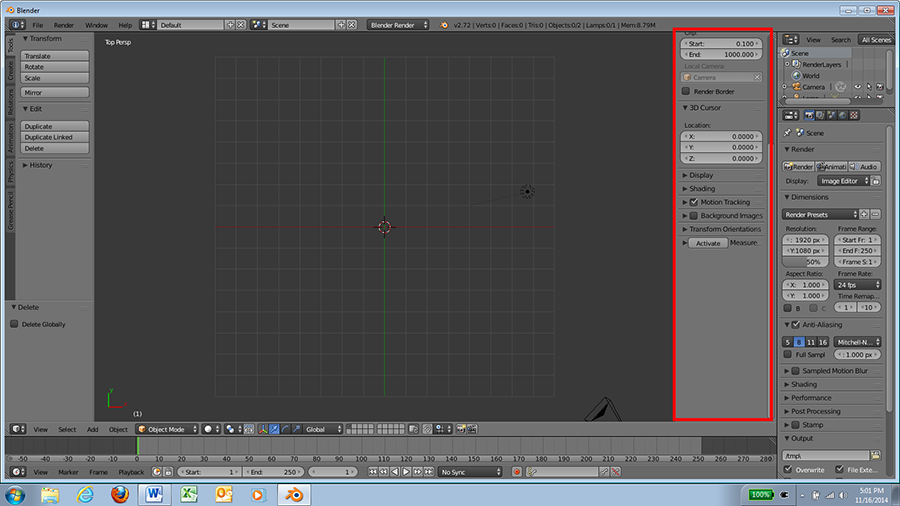 Blender
File Render Window Help Default Scene Blender Render v2.72 | Verts:0 | Faces:0 | Tris:0 | Objects:0/2 | Lamps:0/1 | Mem:8.79M
Tools
Create
Relations
Animation
Physics
Grease Pencil
Transform
Translate
Rotate
Scale
Mirror
Edit
Duplicate
Duplicate Linked
Delete
History
Delete
Delete Globally
Top Persp
y
(1)
Clip:
Start: 0.100
End: 1000.000
Local Camera:
Camera
Render Border
3D Cursor
Location:
X: 0.0000
Y: 0.0000
Z: 0.0000
Display
Shading
Motion Tracking
Background Images
Transform Orientations
Activate Measure
View Search All Scenes
Scene
RenderLayers
World
Camera
Scene
Render
Render Animati Audio
Display: Image Editor
Dimensions
Render Presets
Resolution: Frame Range:
: 1920 px Start Fr: 1
Y:1080 px End F: 250
50% Frame S: 1
Aspect Ratio: Frame Rate:
X: 1.000 24 fps
Y: 1.000 Time Remap...
B C 1 10
Anti-Aliasing
5 8 11 16 Mitchell-N...
Full Sampl : 1.000 px
Sampled Motion Blur
Shading
Performance
Post Processing
Stamp
Output
/tmp\
Overwrite File Exte..
View Select Add Object Object Mode Global
-50 -40 -30 -20 -10 0 10 20 30 40 50 60 70 80 90 100 110 120 130 140 150 160 170 180 190 200 210 220 230 240 250 260 270 280
View Marker Frame Playback Start: 1 End: 250 1 No Sync
100% 5:01 PM
11/16/2014